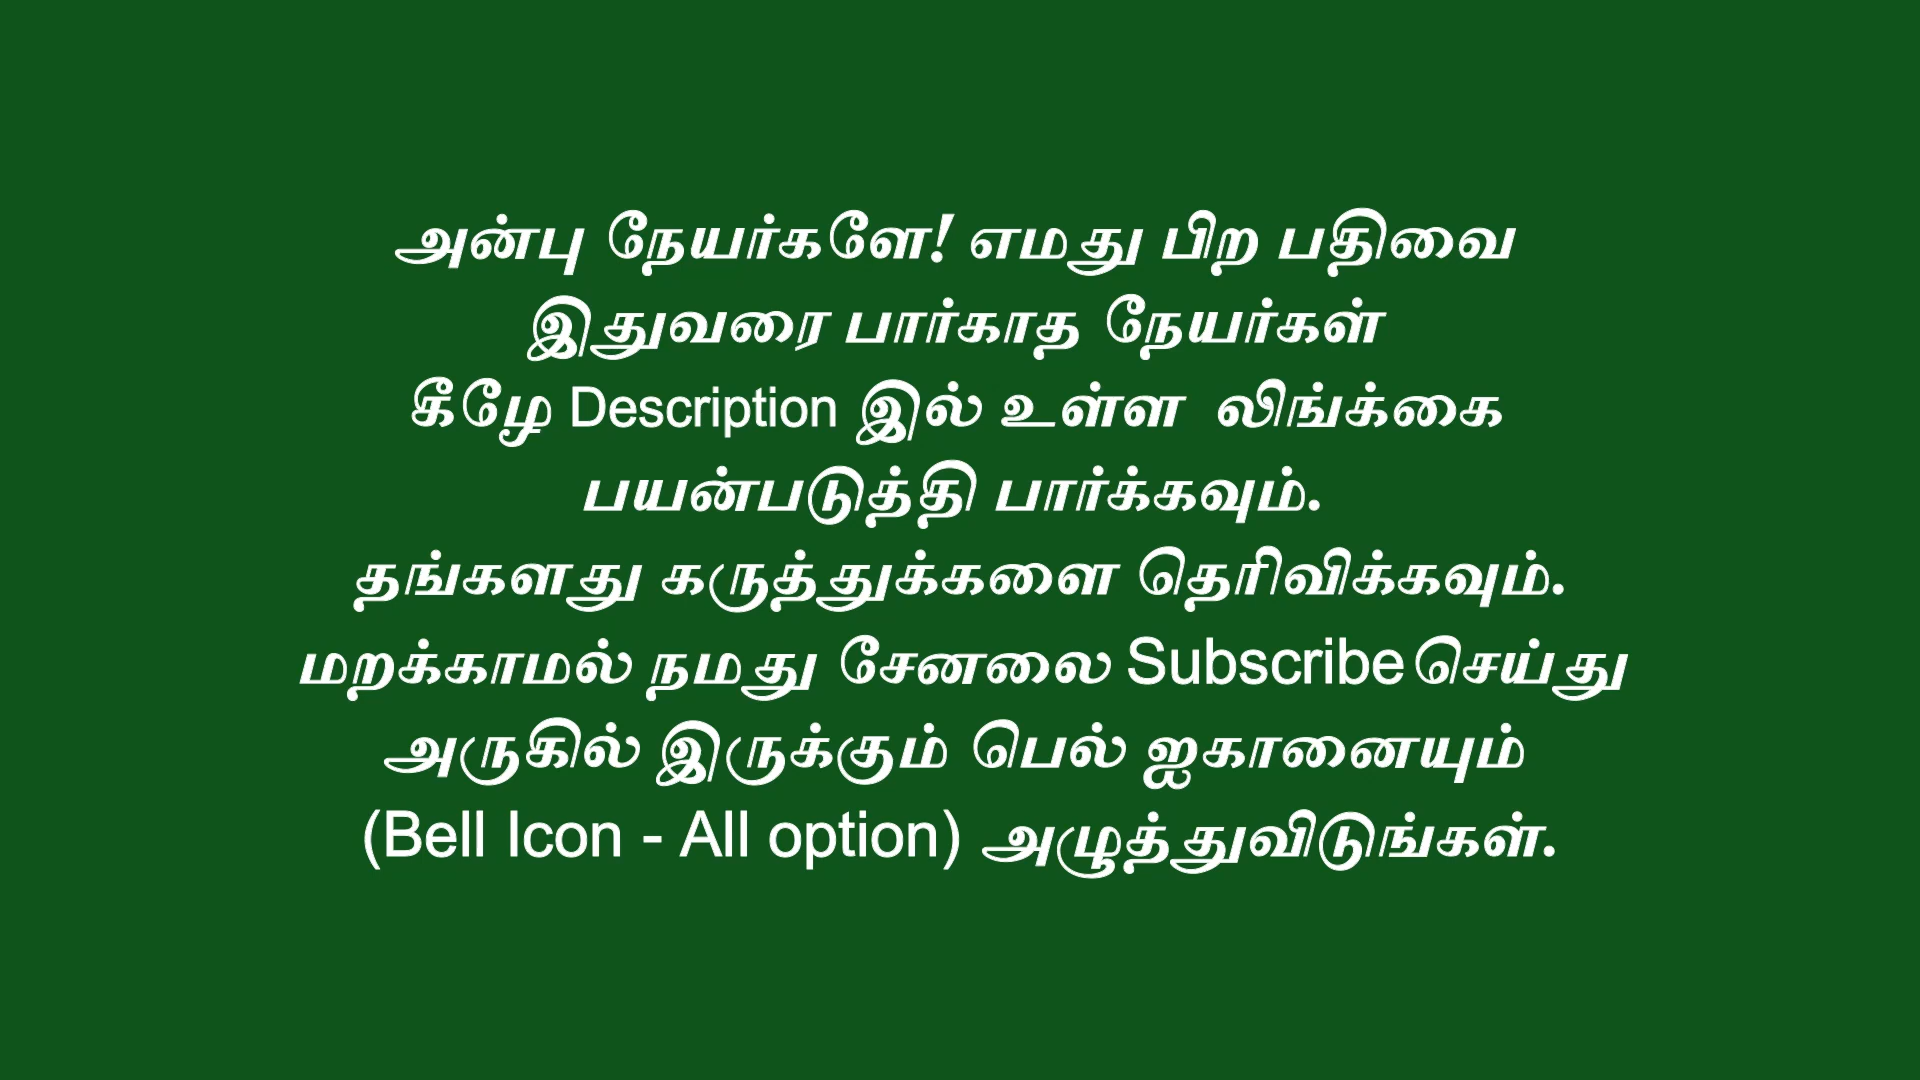 அன்பு நேயர்களே! எமது பிற பதிவை
இதுவரை பார்காத நேயர்கள்
கீழே Description இல் உள்ள லிங்க்கை
பயன்படுத்தி பார்க்கவும்.
தங்களது கருத்துக்களை தெரிவிக்கவும்.
மறக்காமல் நமது சேனலை Subscribe செய்து
அருகில் இருக்கும் பெல் ஐகானையும்
(Bell Icon - All option) அழுத்துவிடுங்கள்.